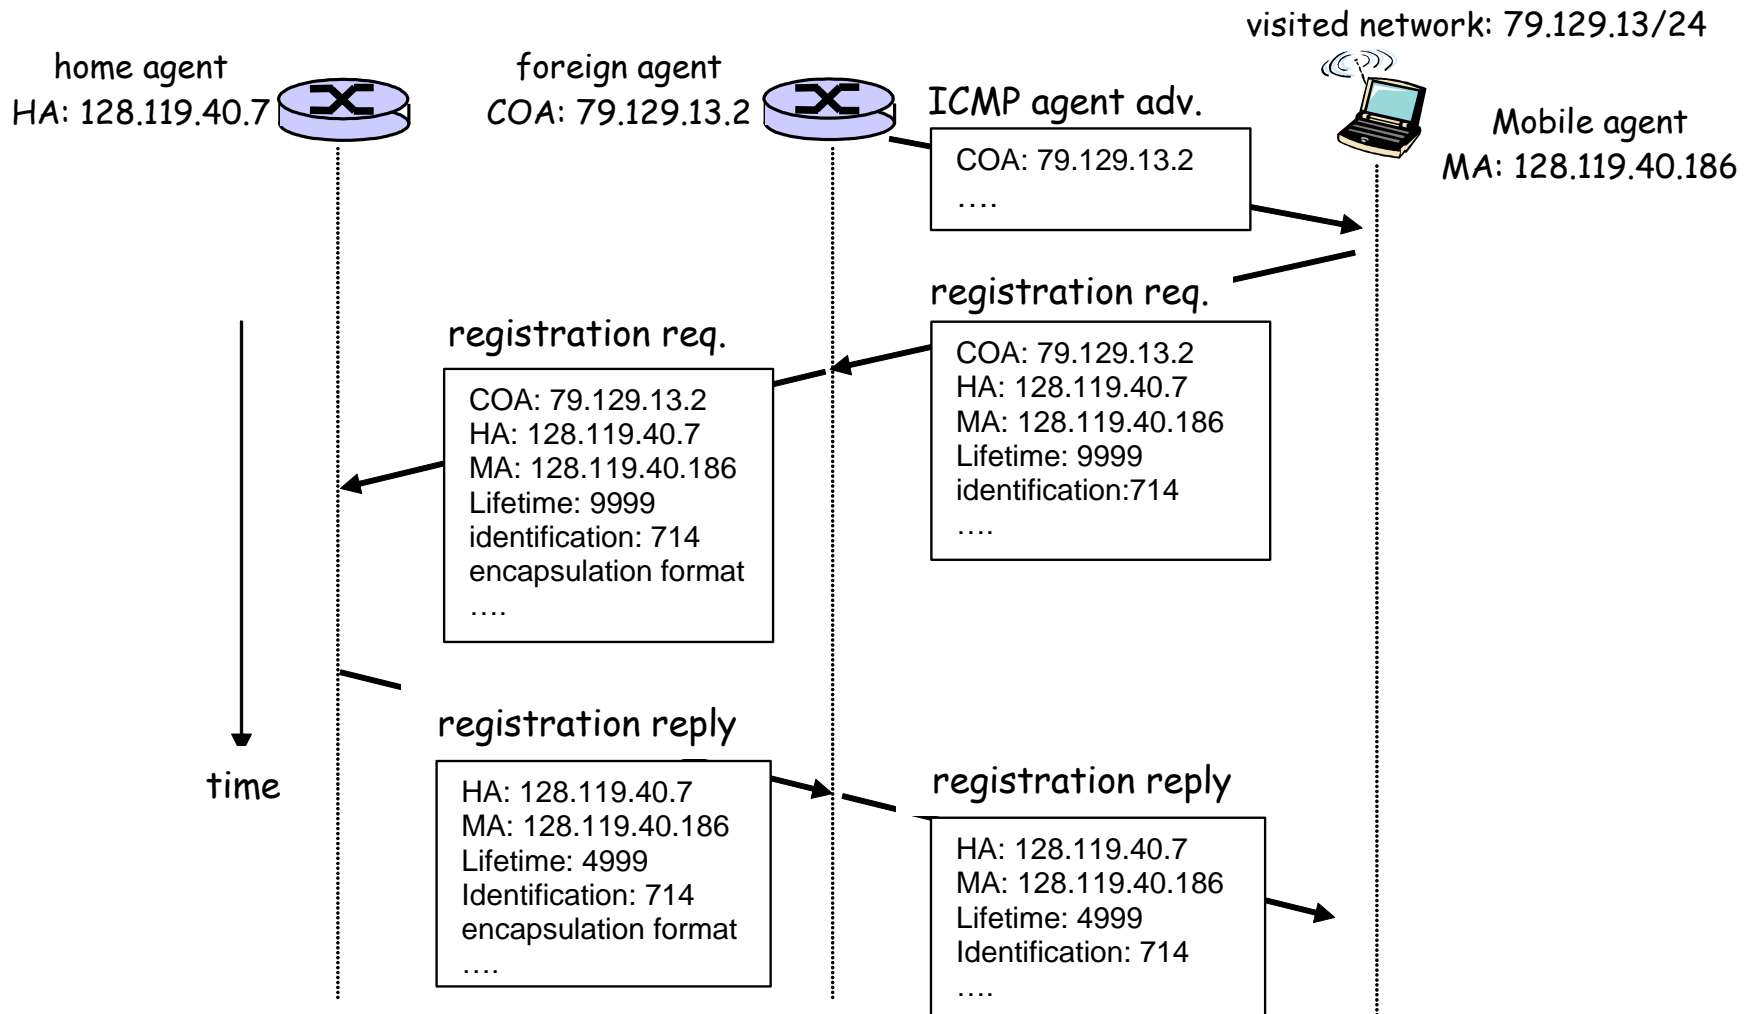 visited network: 79.129.13/24
home agent
HA: 128.119.40.7
foreign agent
COA: 79.129.13.2
ICMP agent adv.
COA: 79.129.13.2
….
Mobile agent
MA: 128.119.40.186
registration req.
COA: 79.129.13.2
HA: 128.119.40.7
MA: 128.119.40.186
Lifetime: 9999
identification:714
….
registration req.
COA: 79.129.13.2
HA: 128.119.40.7
MA: 128.119.40.186
Lifetime: 9999
identification: 714
encapsulation format
….
time
registration reply
HA: 128.119.40.7
MA: 128.119.40.186
Lifetime: 4999
Identification: 714
encapsulation format
….
registration reply
HA: 128.119.40.7
MA: 128.119.40.186
Lifetime: 4999
Identification: 714
….